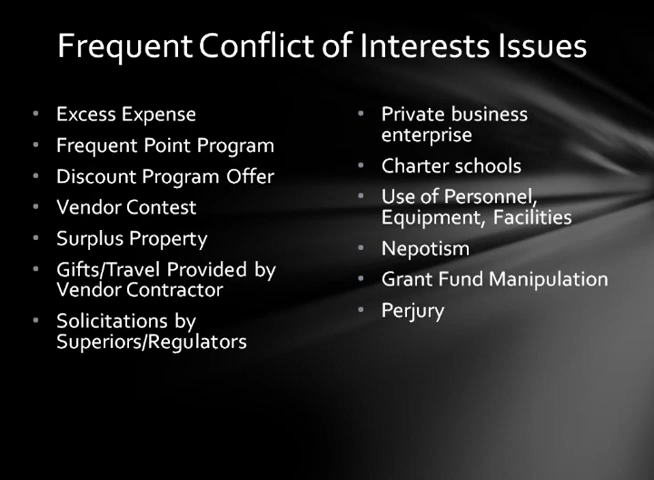 Frequent Conflict of Interests Issues
• Excess Expense
• Frequent Point Program
• Discount Program Offer
• Vendor Contest
• Surplus Property
• Gifts/Travel Provided by
Vendor Contractor
• Solicitations by
Superiors/Regulators
• Private business
enterprise
• Charter schools
• Use of Personnel,
Equipment, Facilities
• Nepotism
• Grant Fund Manipulation
• Perjury